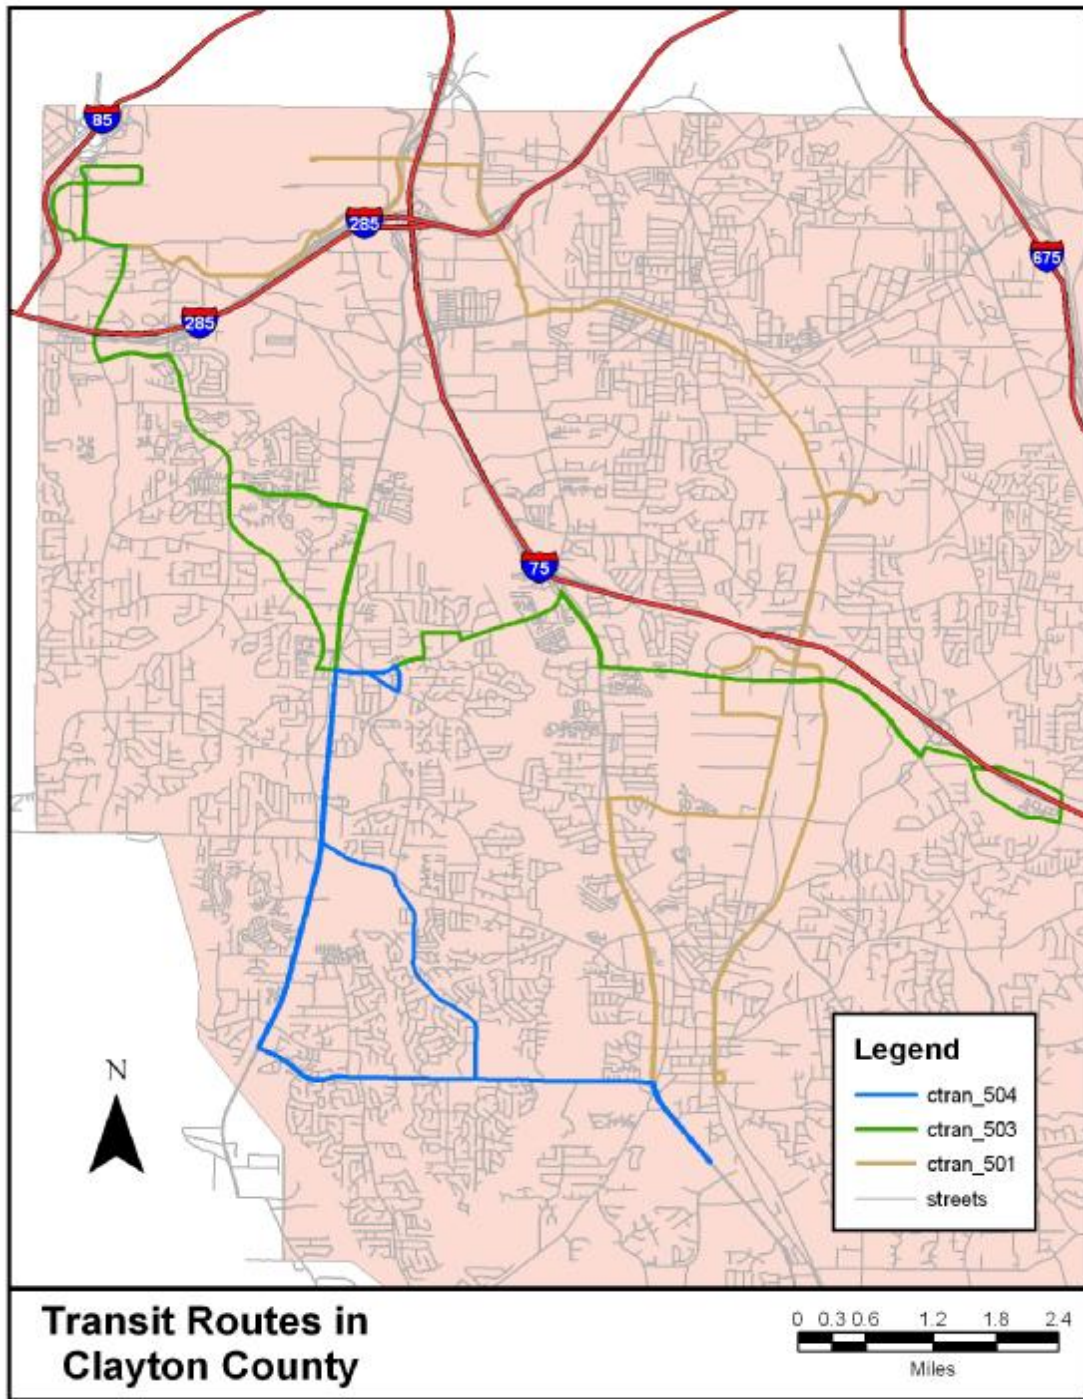 85
285
675
285
75
N
Legend
ctran_504
ctran_503
ctran_501
streets
Transit Routes in
Clayton County
0 0.3 0.6 1.2 1.8 2.4
Miles